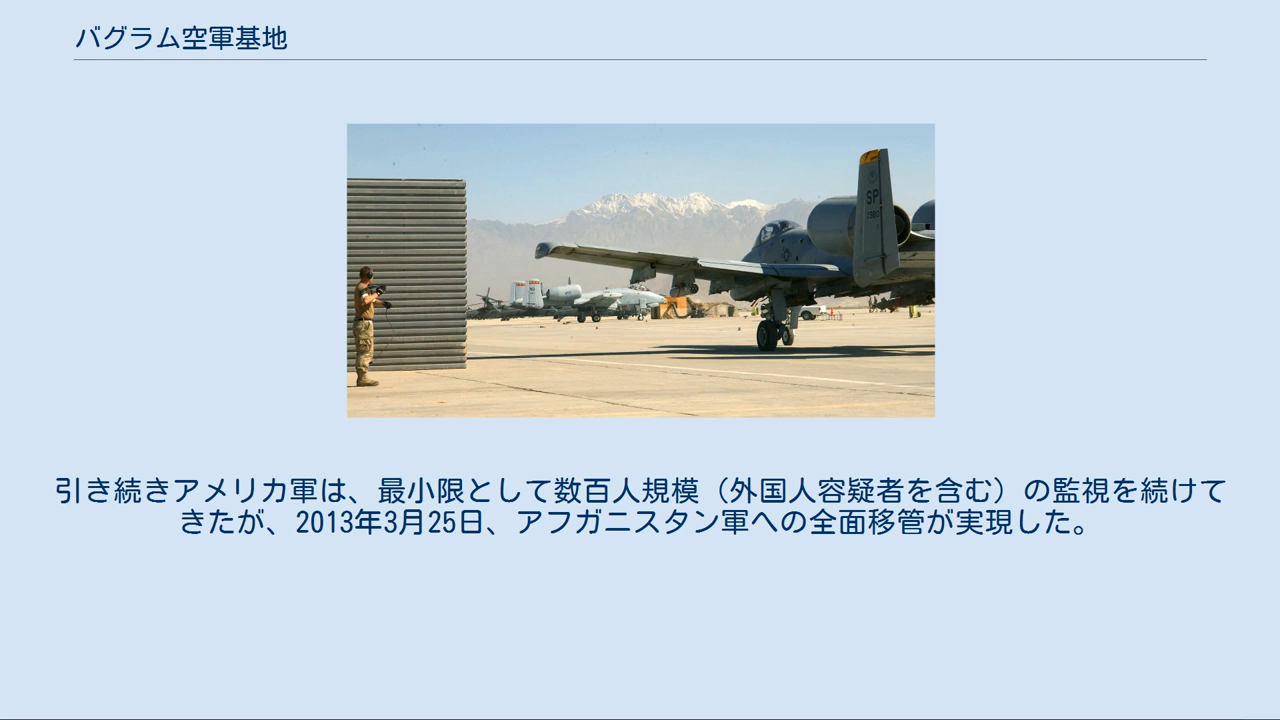 バグラム空軍基地
SP
引き続きアメリカ軍は、最小限として数百人規模（外国人容疑者を含む）の監視を続けて
きたが、2013年3月25日、アフガニスタン軍への全面移管が実現した。